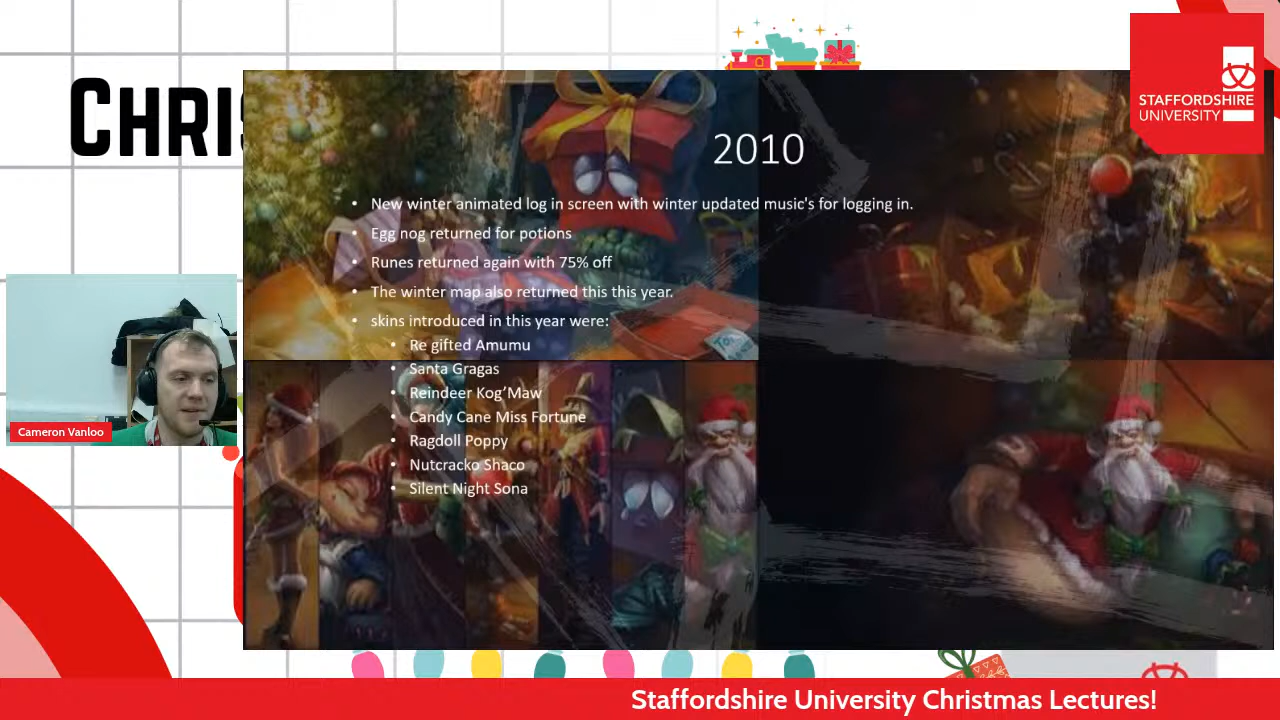 CHRIS
STAFFORDSHIRE
UNIVERSITY
2010
• New winter animated log in screen with winter updated music's for logging in.
• Egg nog returned for potions
• Runes returned again with 75% off
• The winter map also returned this this year.
• skins introduced in this year were:
• Re gifted Amumu
• Santa Gragas
• Reindeer Kog’Maw
• Candy Cane Miss Fortune
• Ragdoll Poppy
• Nutcracko Shaco
• Silent Night Sona
Cameron Vanloo
Staffordshire University Christmas Lectures!